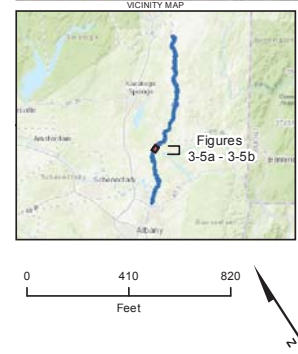 VICINITY MAP
Saratoga
Springs
Amsterdam
Figures
3-5a - 3-5b
Schenectady
Albany
0 410 820
Feet
N